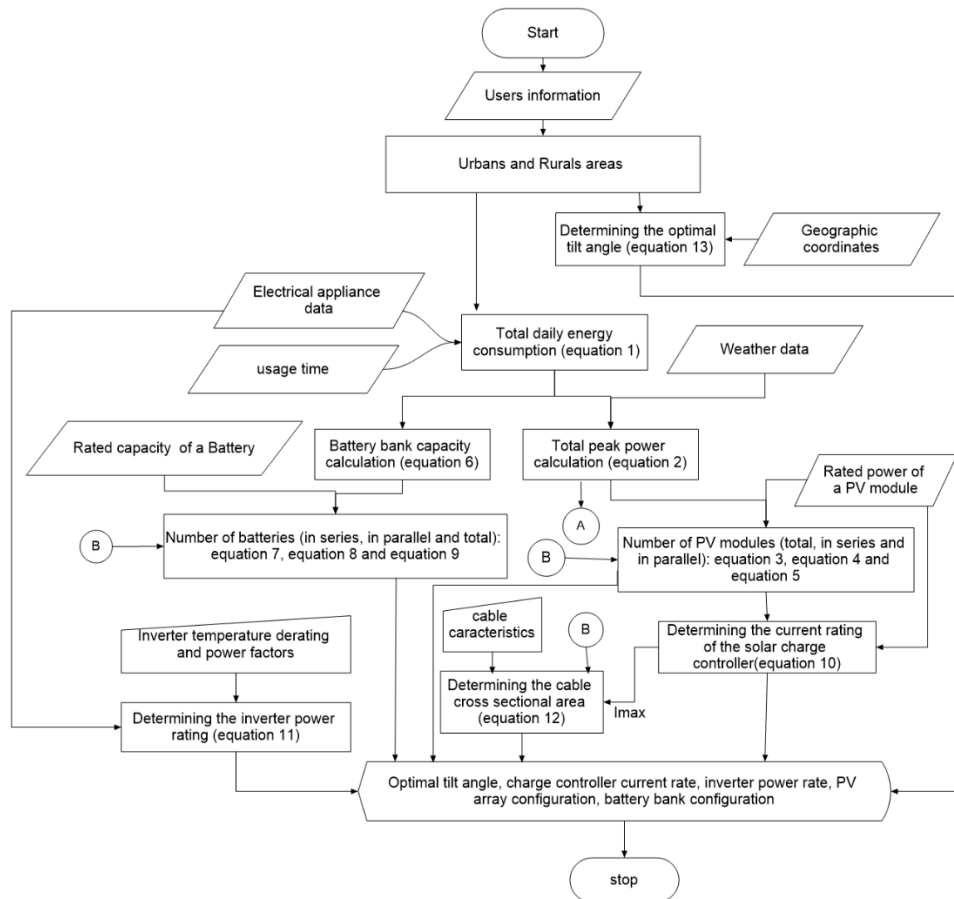 Start
Users information
Urbans and Rurals areas
Determining the optimal
tilt angle (equation 13)
Geographic
coordinates
Electrical appliance
data
Total daily energy
consumption (equation 1)
Weather data
usage time
Rated capacity of a Battery
Battery bank capacity
calculation (equation 6)
Total peak power
calculation (equation 2)
Rated power of
a PV module
A
B
Number of batteries (in series, in parallel and total):
equation 7, equation 8 and equation 9
B
Number of PV modules (total, in series and
in parallel): equation 3, equation 4 and
equation 5
cable
caracteristics
B
Inverter temperature derating
and power factors
Determining the current rating
of the solar charge
controller(equation 10)
Determining the cable
cross sectional area
(equation 12)
Imax
Determining the inverter power
rating (equation 11)
Optimal tilt angle, charge controller current rate, inverter power rate, PV
array configuration, battery bank configuration
stop